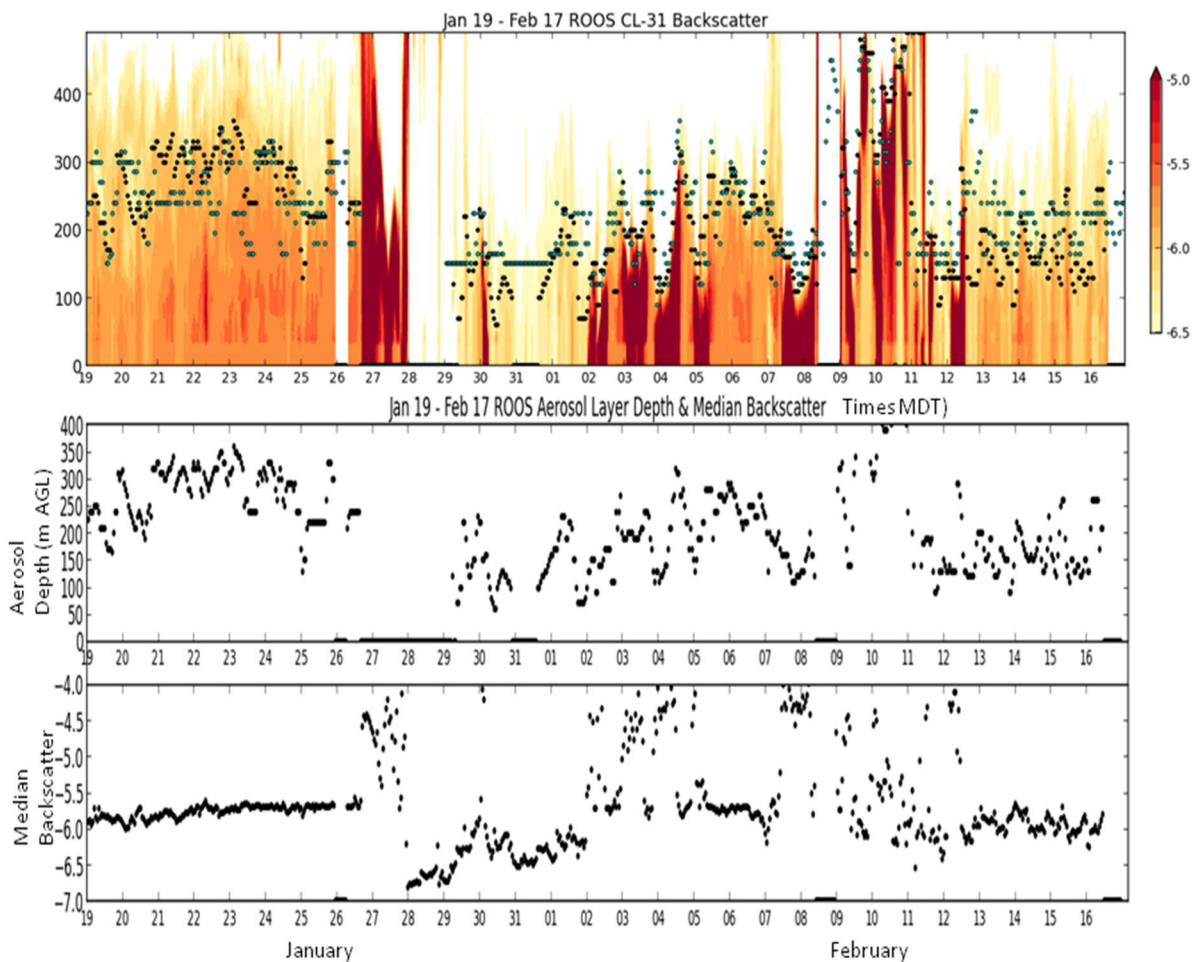 Jan 19 - Feb 17 ROOS CL-31 Backscatter
400
300
200
100
0
-5.0
-5.5
-6.0
-6.5
19 20 21 22 23 24 25 26 27 28 29 30 31 01 02 03 04 05 06 07 08 09 10 11 12 13 14 15 16
Jan 19 - Feb 17 ROOS Aerosol Layer Depth & Median Backscatter TimesMDT)
Aerosol
Depth (m AGL)
400
350
300
250
200
150
100
50
0
19 20 21 22 23 24 25 26 27 28 29 30 31 01 02 03 04 05 06 07 08 09 10 11 12 13 14 15 16
Median
Backscatter
−4.0
−4.5
−5.0
−5.5
−6.0
−6.5
−7.0
19 20 21 22 23 24 25 26 27 28 29 30 31 01 02 03 04 05 06 07 08 09 10 11 12 13 14 15 16
January February